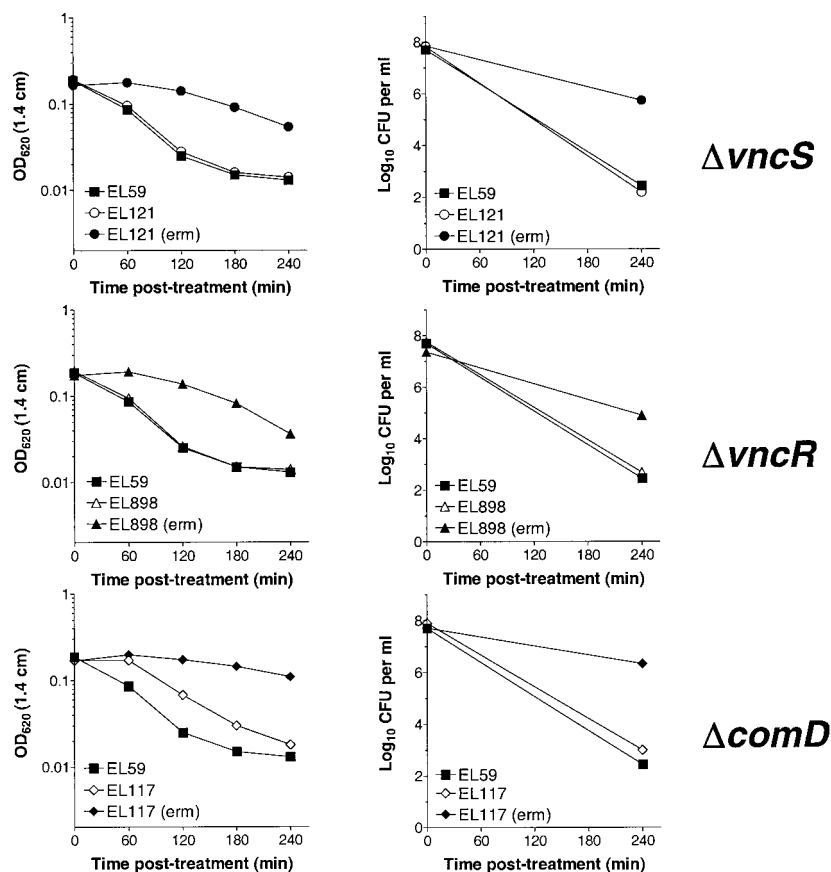 1
0.1
0.01
OD620 (1.4 cm)
EL59
EL121
EL121 (erm)
0 60 120 180 240
Time post-treatment (min)
8
6
4
2
0
Log10 CFU per ml
EL59
EL121
EL121 (erm)
0 60 120 180 240
Time post-treatment (min)
ΔvncS
1
0.1
0.01
OD620 (1.4 cm)
EL59
EL898
EL898 (erm)
0 60 120 180 240
Time post-treatment (min)
8
6
4
2
0
Log10 CFU per ml
EL59
EL898
EL898 (erm)
0 60 120 180 240
Time post-treatment (min)
ΔvncR
1
0.1
0.01
OD620 (1.4 cm)
EL59
EL117
EL117 (erm)
0 60 120 180 240
Time post-treatment (min)
8
6
4
2
0
Log10 CFU per ml
EL59
EL117
EL117 (erm)
0 60 120 180 240
Time post-treatment (min)
ΔcomD